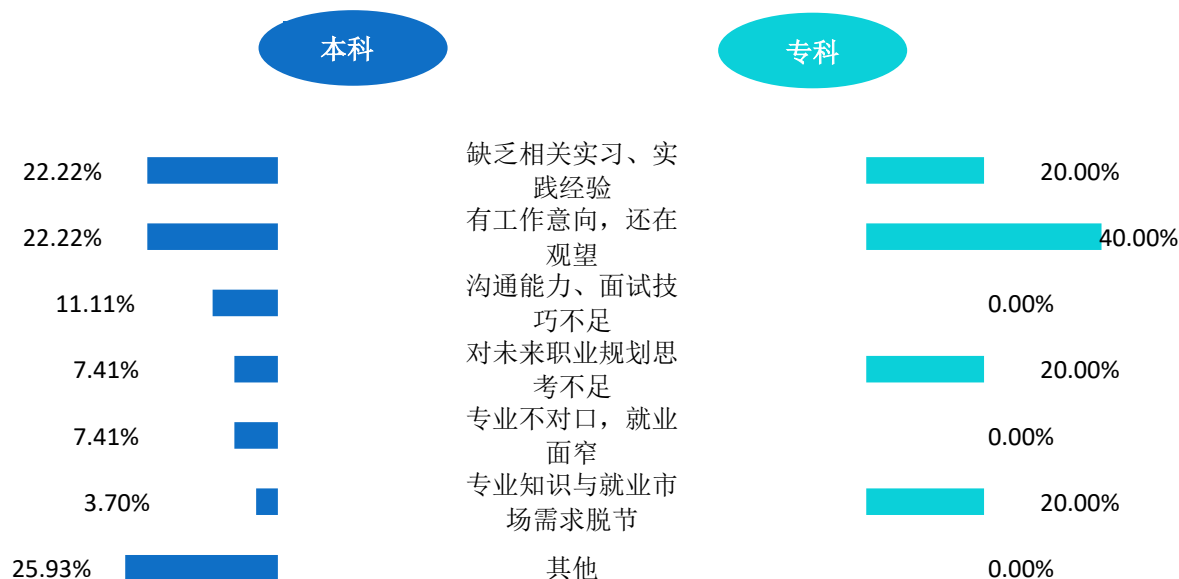 本科
专科
22.22%
缺乏相关实习、实
践经验
20.00%
22.22%
有工作意向，还在
观望
40.00%
11.11%
沟通能力、面试技
巧不足
0.00%
7.41%
对未来职业规划思
考不足
20.00%
7.41%
专业不对口，就业
面窄
0.00%
3.70%
专业知识与就业市
场需求脱节
20.00%
25.93%
其他
0.00%